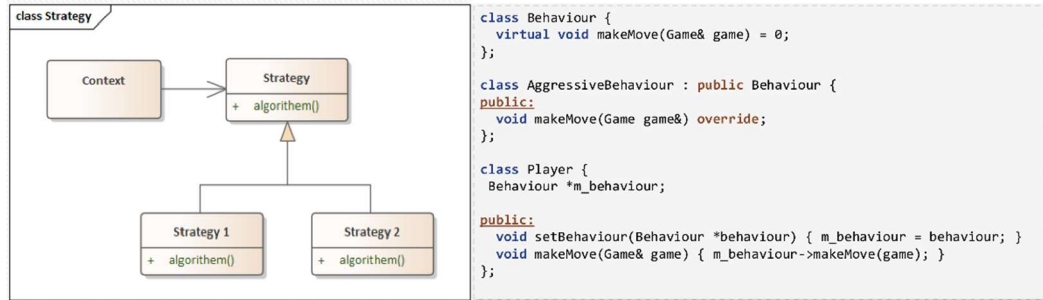 class Strategy
Context
Strategy
+ algorithem()
Strategy 1
+ algorithem()
Strategy 2
+ algorithem()
class Behaviour {
virtual void makeMove(Game& game) = 0;
};
class AggressiveBehaviour : public Behaviour {
public:
void makeMove(Game game&) override;
};
class Player {
Behaviour *m_behaviour;
public:
void setBehaviour(Behaviour *behaviour) { m_behaviour = behaviour; }
void makeMove(Game& game) { m_behaviour->makeMove(game); }
};